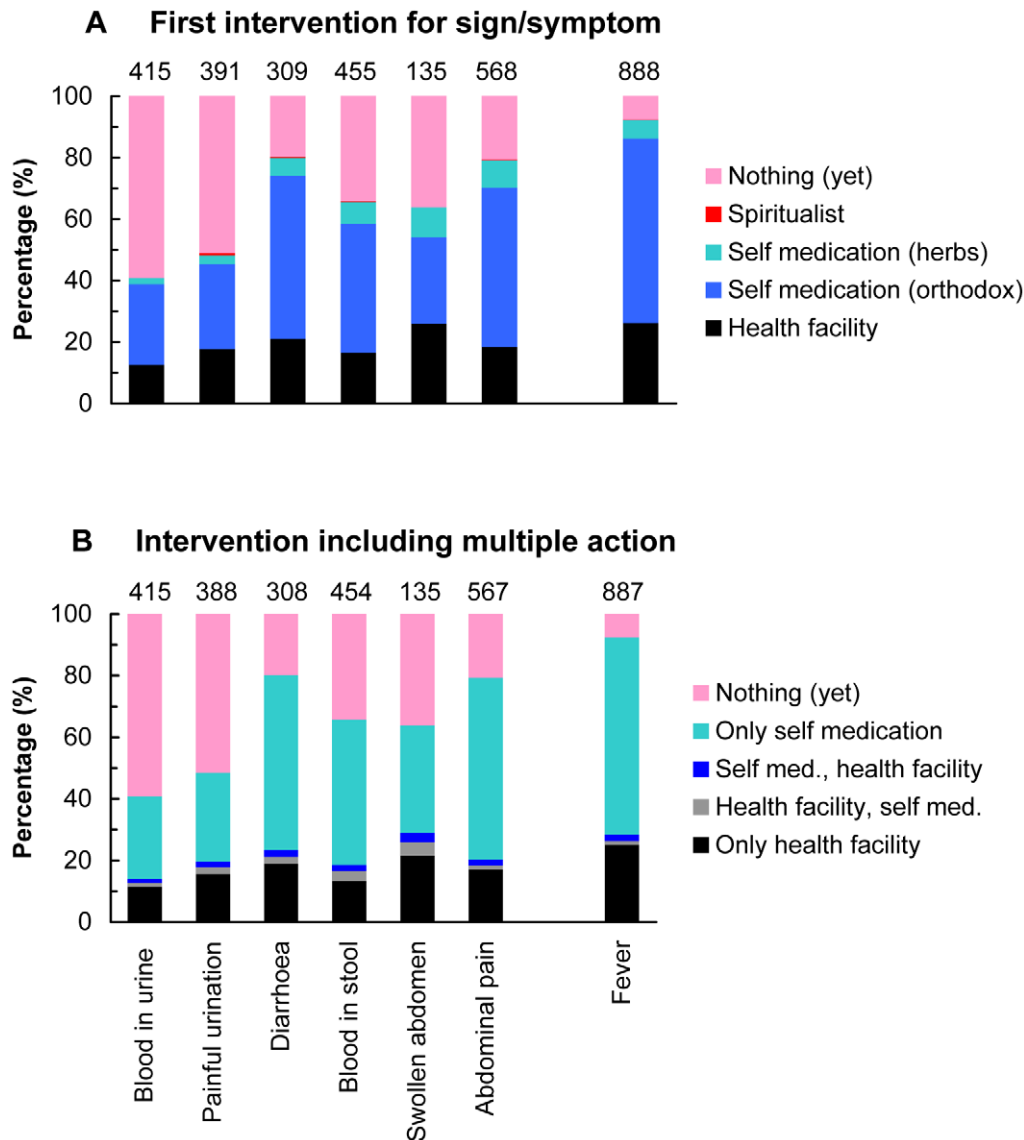 A First intervention for sign/symptom
415 391 309 455 135 568 888
100
80
60
40
20
0
Percentage (%)
Nothing (yet)
Spiritualist
Self medication (herbs)
Self medication (orthodox)
Health facility
B Intervention including multiple action
415 388 308 454 135 567 887
100
80
60
40
20
0
Percentage (%)
Nothing (yet)
Only self medication
Self med., health facility
Health facility, self med.
Only health facility
Blood in urine
Painful urination
Diarrhoea
Blood in stool
Swollen abdomen
Abdominal pain
Fever